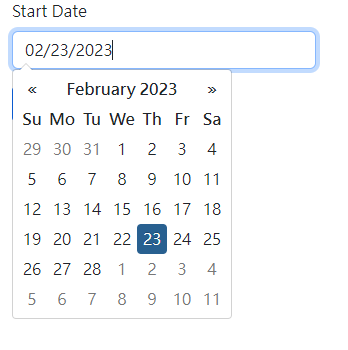 Start Date
02/23/2023
« February 2023 »
Su Mo Tu We Th Fr Sa
29 30 31 1 2 3 4
5 6 7 8 9 10 11
12 13 14 15 16 17 18
19 20 21 22 23 24 25
26 27 28 1 2 3 4
5 6 7 8 9 10 11